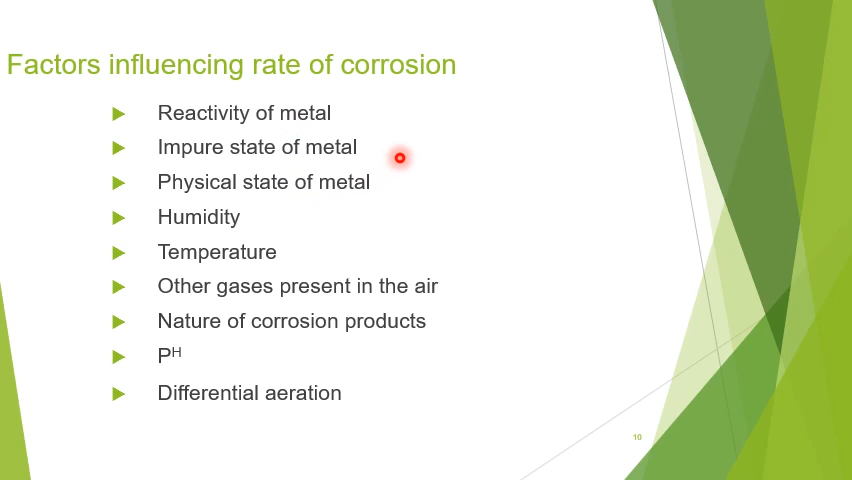 Factors influencing rate of corrosion
Reactivity of metal
Impure state of metal
Physical state of metal
Humidity
Temperature
Other gases present in the air
Nature of corrosion products
Pᴴ
Differential aeration
10